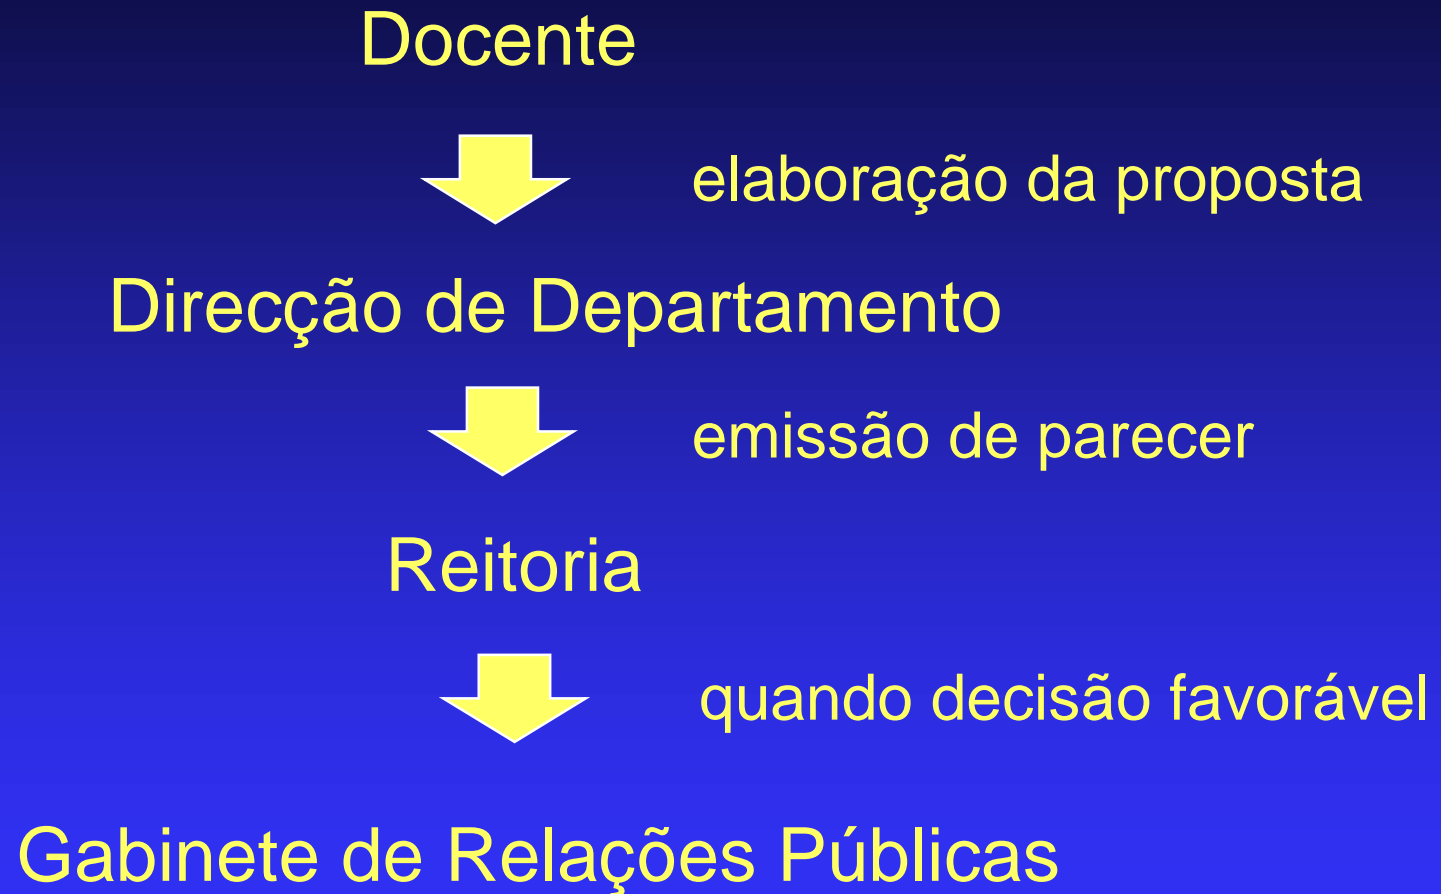 Docente
elaboração da proposta
Direcção de Departamento
emissão de parecer
Reitoria
quando decisão favorável
Gabinete de Relações Públicas